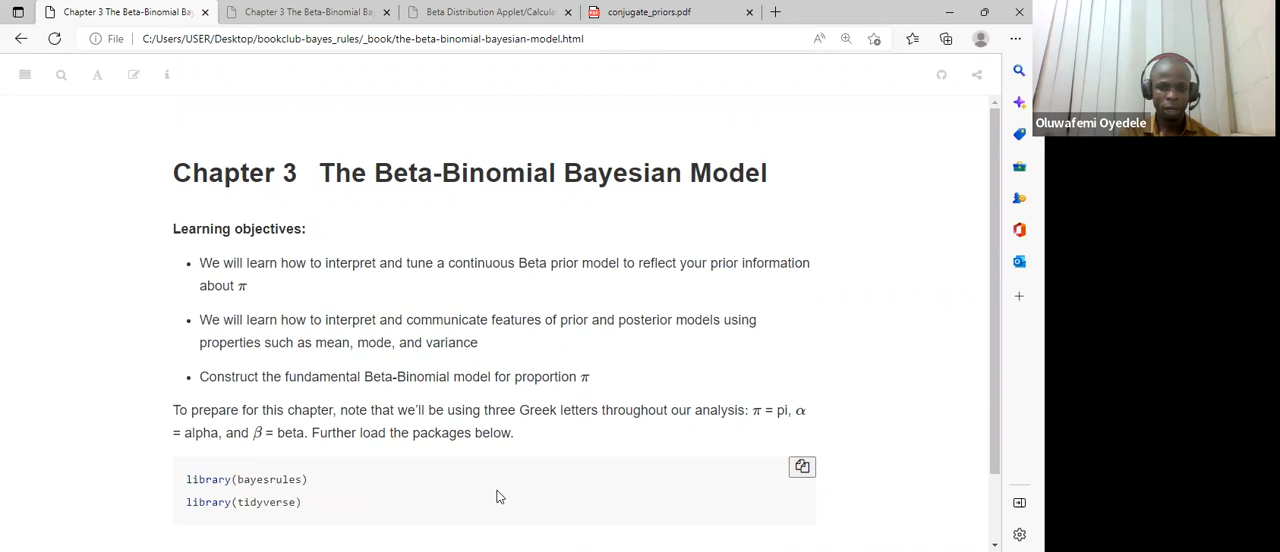 Chapter 3 The Beta-Binomial Ba
Chapter 3 The Beta-Binomial Ba
Beta Distribution Applet/Calcula
conjugate_priors.pdf
File
C:/Users/USER/Desktop/bookclub-bayes_rules/_book/the-beta-binomial-bayesian-model.html
Oluwafemi Oyedele
Chapter 3 The Beta-Binomial Bayesian Model
Learning objectives:
• We will learn how to interpret and tune a continuous Beta prior model to reflect your prior information
about π
• We will learn how to interpret and communicate features of prior and posterior models using
properties such as mean, mode, and variance
• Construct the fundamental Beta-Binomial model for proportion π
To prepare for this chapter, note that we’ll be using three Greek letters throughout our analysis: π = pi, α
= alpha, and β = beta. Further load the packages below.
library(bayesrules)
library(tidyverse)